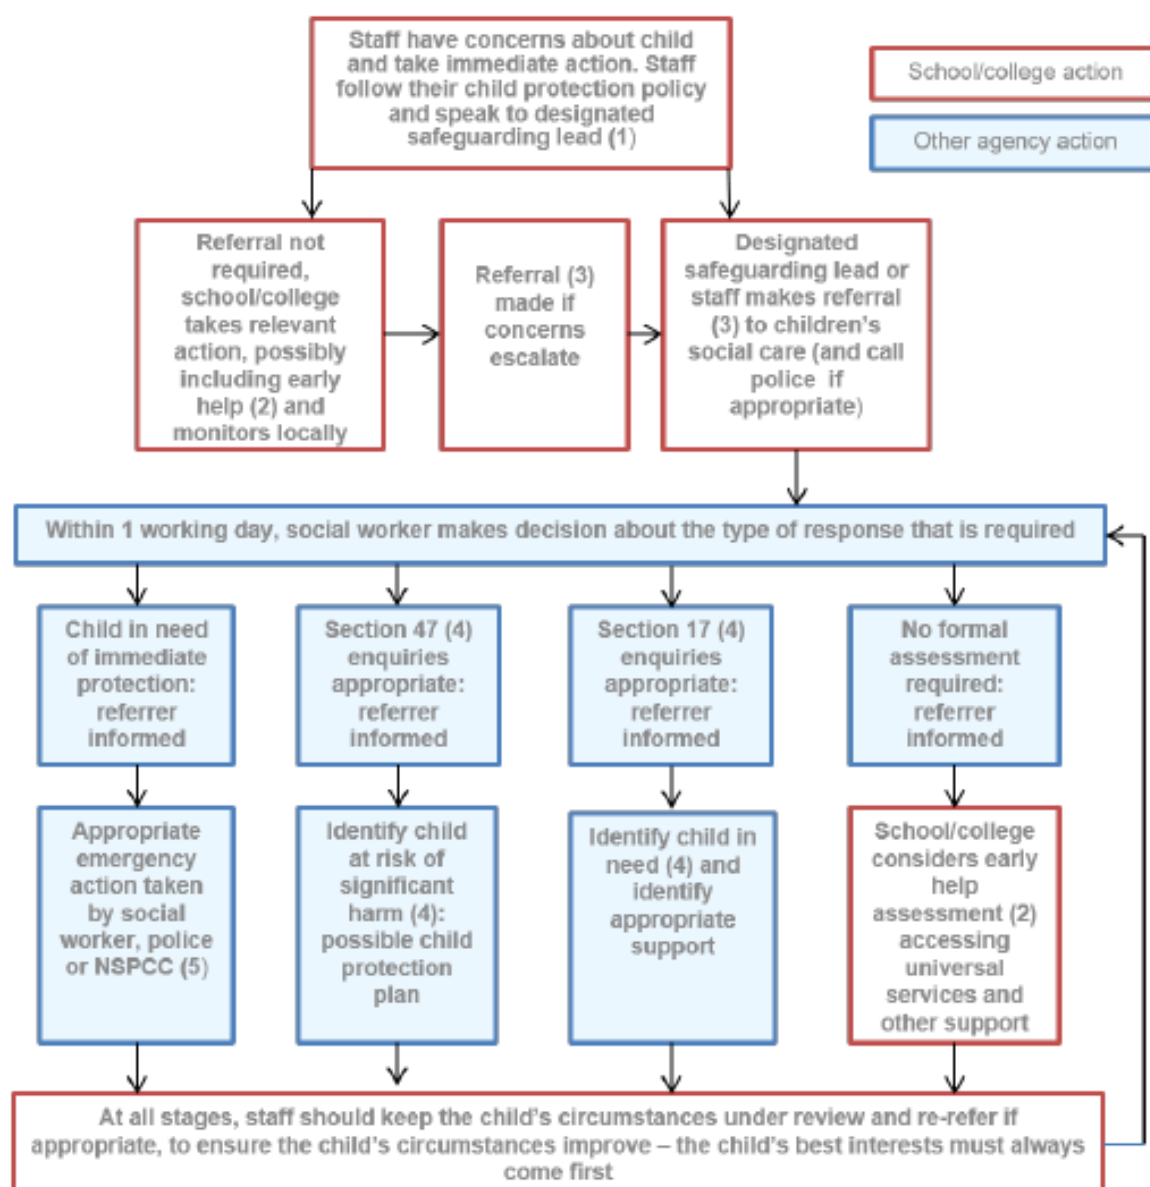 Staff have concerns about child
and take immediate action. Staff
follow their child protection policy
and speak to designated
safeguarding lead (1)
School/college action
Other agency action
Referral not
required,
school/college
takes relevant
action, possibly
including early
help (2) and
monitors locally
Referral (3)
made if
concerns
escalate
Designated
safeguarding lead or
staff makes referral
(3) to children's
social care (and call
police if
appropriate)
Within 1 working day, social worker makes decision about the type of response that is required
Child in need
of immediate
protection:
referrer
informed
Section 47 (4)
enquiries
appropriate:
referrer
informed
Section 17 (4)
enquiries
appropriate:
referrer
informed
No formal
assessment
required:
referrer
informed
Appropriate
emergency
action taken
by social
worker, police
or NSPCC (5)
Identify child
at risk of
significant
harm (4):
possible child
protection
plan
Identify child in
need (4) and
identify
appropriate
support
School/college
considers early
help
assessment (2)
accessing
universal
services and
other support
At all stages, staff should keep the child's circumstances under review and re-refer if
appropriate, to ensure the child's circumstances improve – the child's best interests must always
come first